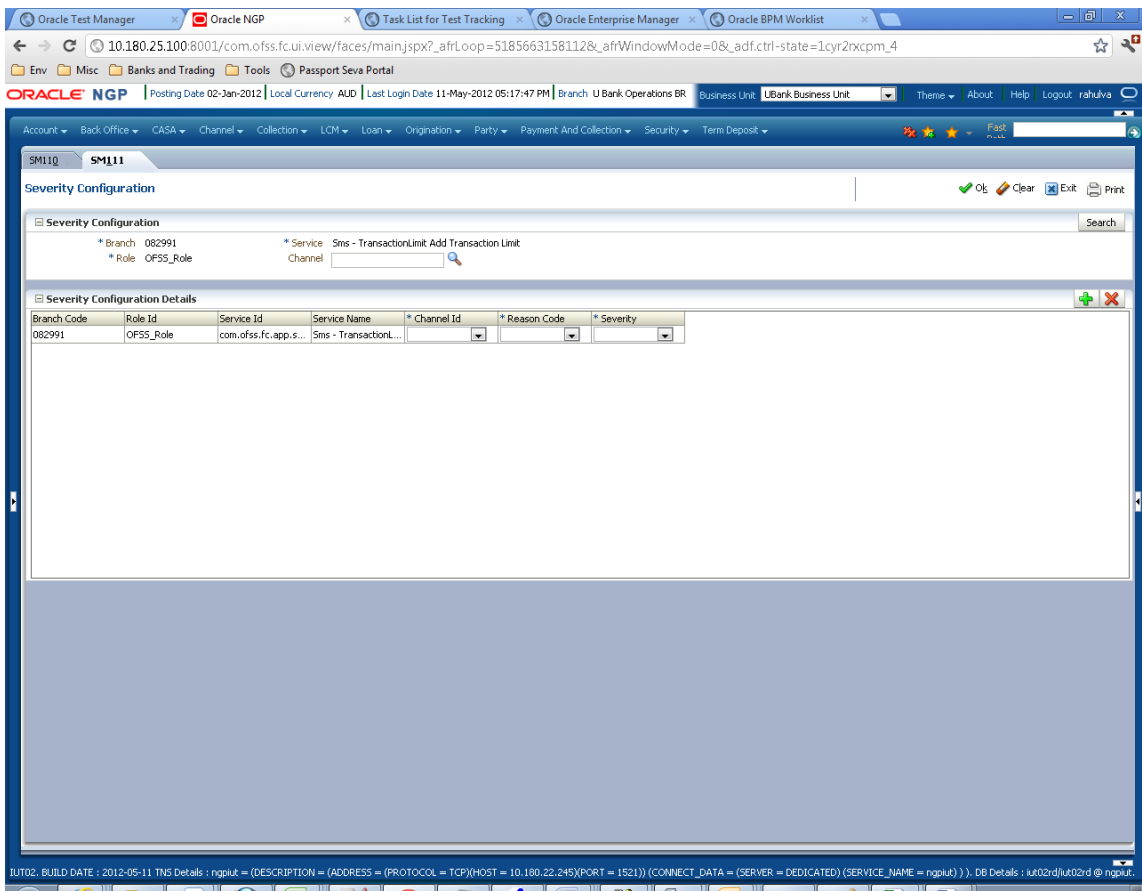 Oracle Test Manager × Oracle NGP × Task List for Test Tracking × Oracle Enterprise Manager × Oracle BPM Worklist ×
10.180.25.100:8001/com.ofss.fc.ui.view/faces/main.jspx?_afrLoop=5185663158112&_afrWindowMode=0&_adf.ctrl-state=1cyr2rxcpm_4
Env Misc Banks and Trading Tools Passport Seva Portal
ORACLE NGP Posting Date 02-Jan-2012 Local Currency AUD Last Login Date 11-May-2012 05:17:47 PM Branch U Bank Operations BR Business Unit UBank Business Unit Theme About Help Logout rahulva
Account Back Office CASA Channel Collection LCM Loan Origination Party Payment And Collection Security Term Deposit Fast
SM110 SM111
Severity Configuration Ok Clear Exit Print
Severity Configuration Search
* Branch 082991 * Service Sms - TransactionLimit Add Transaction Limit
* Role OFSS_Role Channel
Severity Configuration Details
Branch Code Role Id Service Id Service Name * Channel Id * Reason Code * Severity
082991 OFSS_Role com.ofss.fc.app.s... Sms - TransactionL...
IUT02. BUILD DATE : 2012-05-11 TNS Details : ngpiut = (DESCRIPTION = (ADDRESS = (PROTOCOL = TCP)(HOST = 10.180.22.245)(PORT = 1521)) (CONNECT_DATA = (SERVER = DEDICATED) (SERVICE_NAME = ngpiut) ) ). DB Details : iut02rd/iut02rd @ ngpiut.